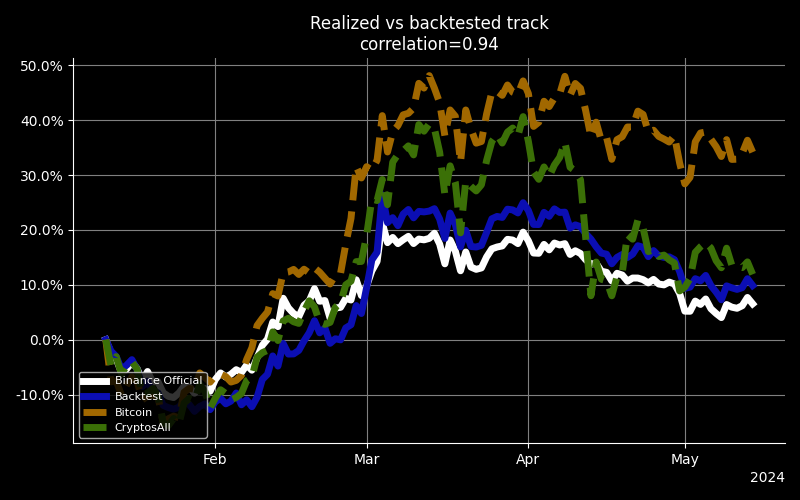 Realized vs backtested track
correlation=0.94
50.0%
40.0%
30.0%
20.0%
10.0%
0.0%
-10.0%
Binance Official
Backtest
Bitcoin
CryptosAll
Feb
Mar
Apr
May
2024